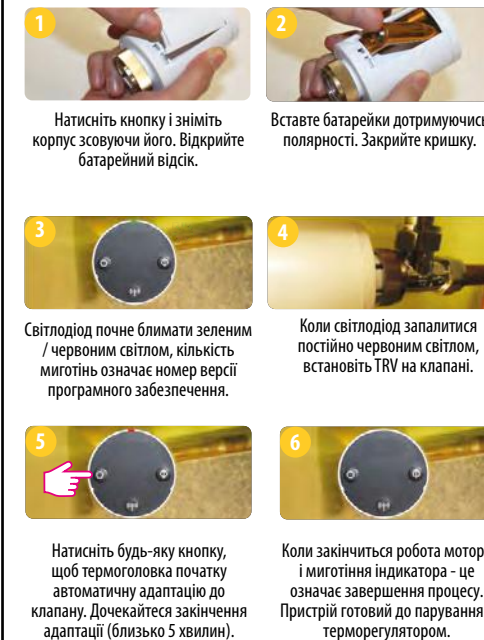 1
Натисніть кнопку і зніміть
корпус зсовуючи його. Відкрийте
батарейний відсік.
2
Вставте батарейки дотримуючись
полярності. Закрийте кришку.
3
Світлодіод почне блимати зеленим
/ червоним світлом, кількість
миготінь означає номер версії
програмного забезпечення.
4
Коли світлодіод запалитися
постійно червоним світлом,
встановіть TRV на клапані.
5
Натисніть будь-яку кнопку,
щоб термоголовка початку
автоматичну адаптацію до
клапану. Дочекайтеся закінчення
адаптації (близько 5 хвилин).
6
Коли закінчиться робота мотор
і миготіння індикатора - це
означає завершення процесу.
Пристрій готовий до парування
терморегулятором.